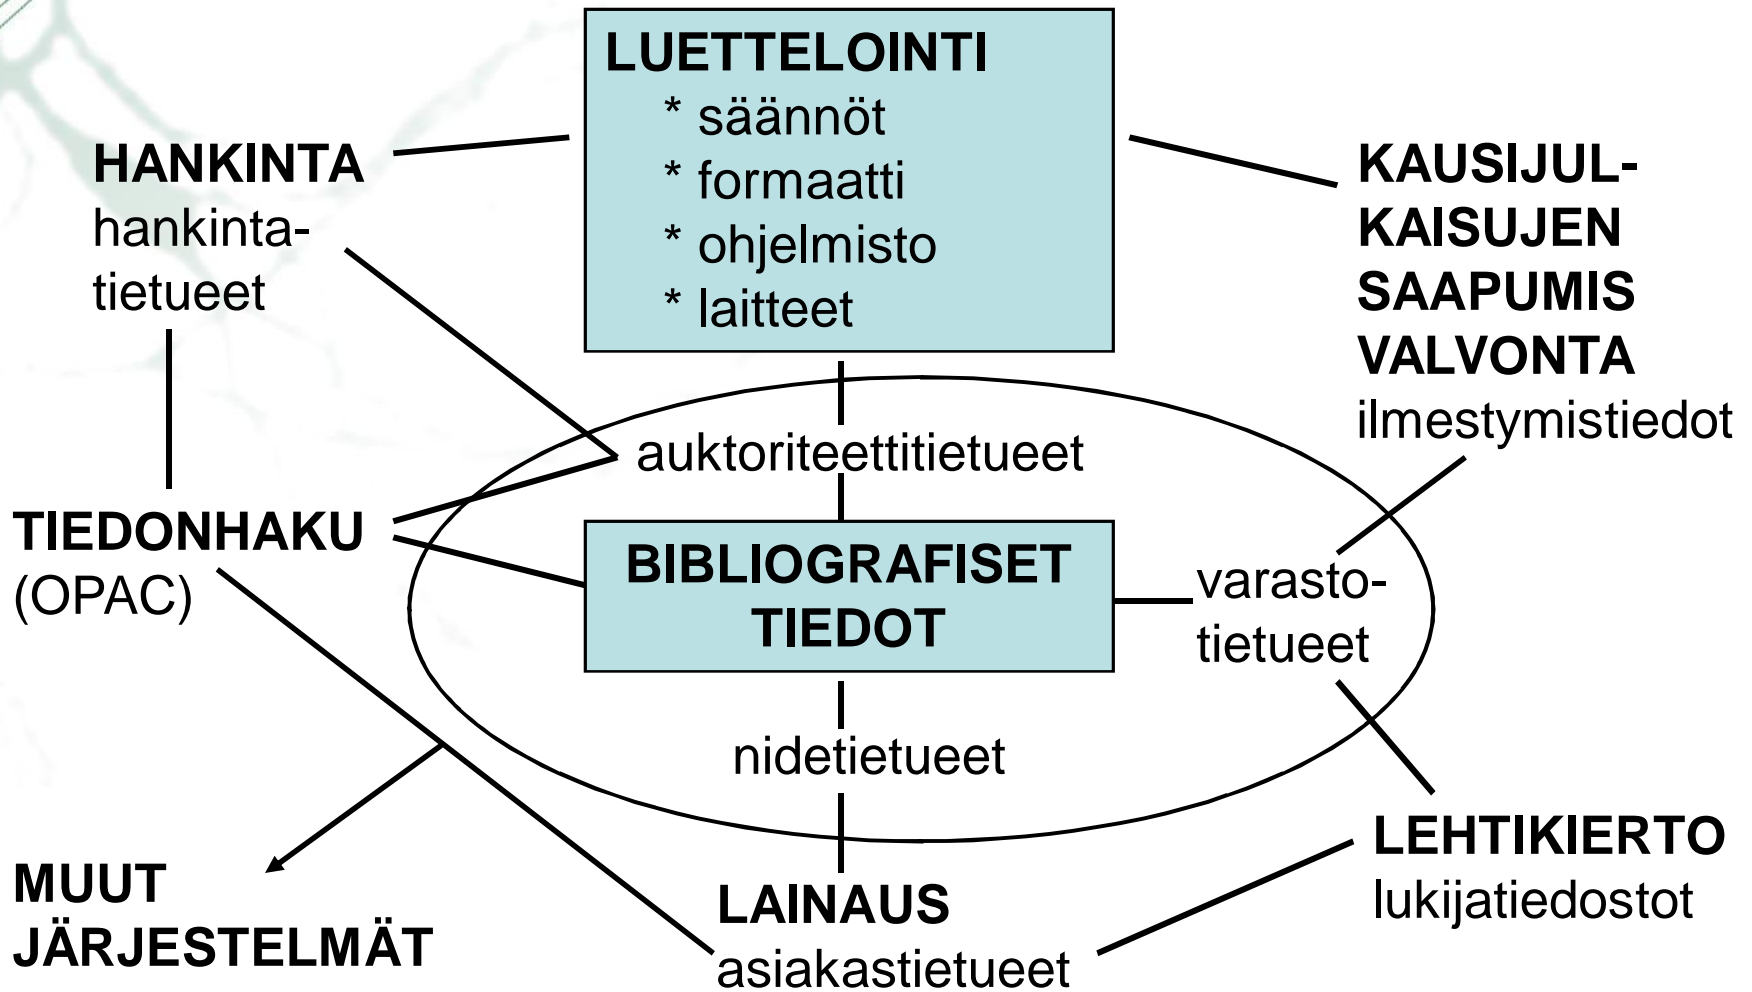 LUETTELOINTI
* säännöt
* formaatti
* ohjelmisto
* laitteet
HANKINTA
hankinta-
tietueet
KAUSIJUL-
KAISUJEN
SAAPUMIS
VALVONTA
ilmestymistiedot
auktoriteettitietueet
TIEDONHAKU
(OPAC)
BIBLIOGRAFISET
TIEDOT
varasto-
tietueet
nidetietueet
MUUT
JÄRJESTELMÄT
LAINAUS
asiakastietueet
LEHTIKIERTO
lukijatiedostot